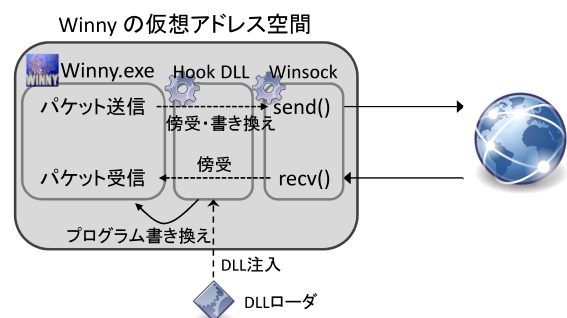 Winny の仮想アドレス空間
WINNY
Winny.exe
Hook DLL
Winsock
パケット送信
send()
傍受・書き換え
傍受
パケット受信
recv()
プログラム書き換え
DLL注入
DLLローダ